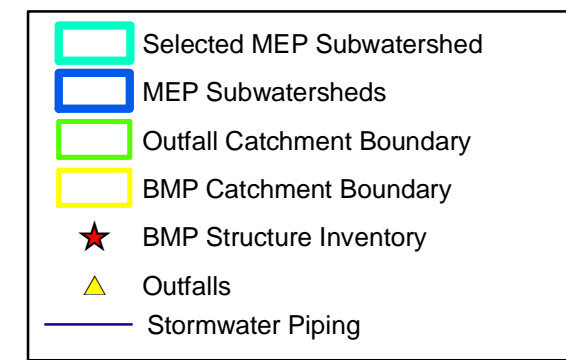 Selected MEP Subwatershed
MEP Subwatersheds
Outfall Catchment Boundary
BMP Catchment Boundary
BMP Structure Inventory
Outfalls
Stormwater Piping